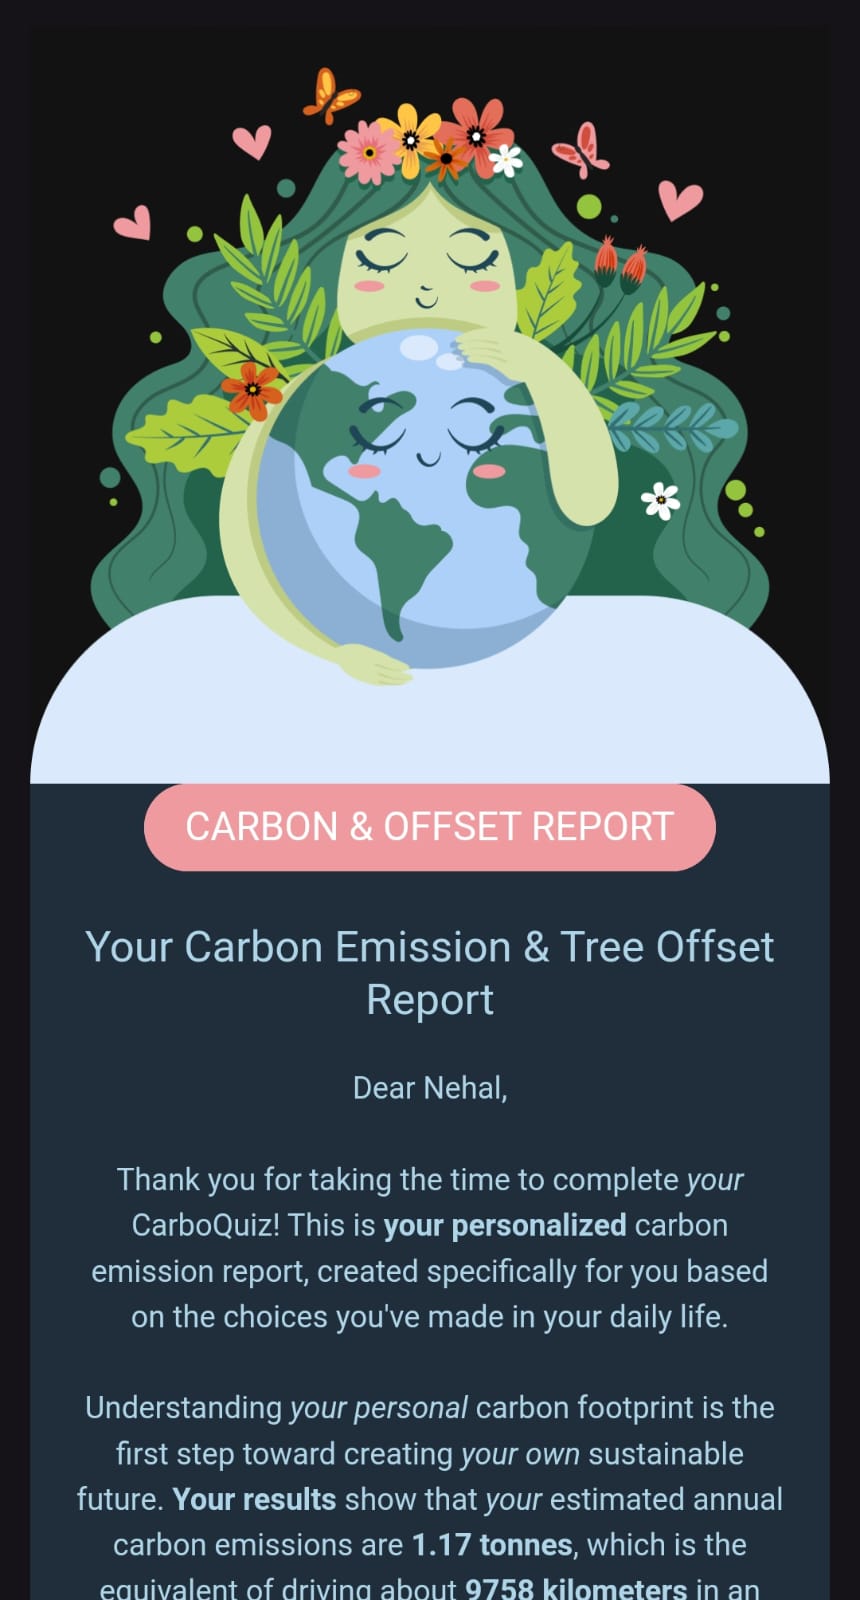 CARBON & OFFSET REPORT
Your Carbon Emission & Tree Offset
Report
Dear Nehal,
Thank you for taking the time to complete your
CarboQuiz! This is your personalized carbon
emission report, created specifically for you based
on the choices you've made in your daily life.
Understanding your personal carbon footprint is the
first step toward creating your own sustainable
future. Your results show that your estimated annual
carbon emissions are 1.17 tonnes, which is the
equivalent of driving about 9758 kilometers in an